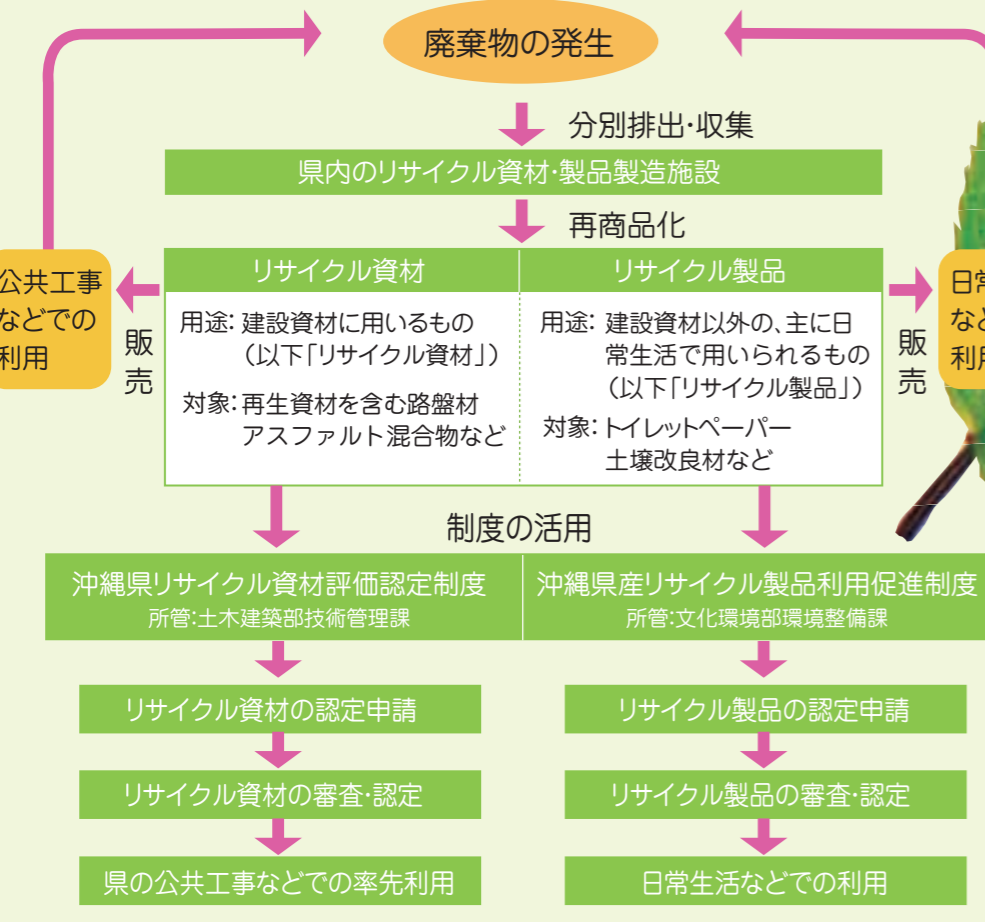 廃棄物の発生
分別排出・収集
県内のリサイクル資材・製品製造施設
再商品化
公共工事
などでの
利用
販売
リサイクル資材
用途：建設資材に用いるもの
（以下「リサイクル資材」）
対象：再生資材を含む路盤材
アスファルト混合物など
リサイクル製品
用途：建設資材以外の、主に日
常生活で用いられるもの
（以下「リサイクル製品」）
対象：トイレットペーパー
土壌改良材など
販売
日常
など
利用
制度の活用
沖縄県リサイクル資材評価認定制度
所管：土木建築部技術管理課
リサイクル資材の認定申請
リサイクル資材の審査・認定
県の公共工事などでの率先利用
沖縄県産リサイクル製品利用促進制度
所管：文化環境部環境整備課
リサイクル製品の認定申請
リサイクル製品の審査・認定
日常生活などでの利用